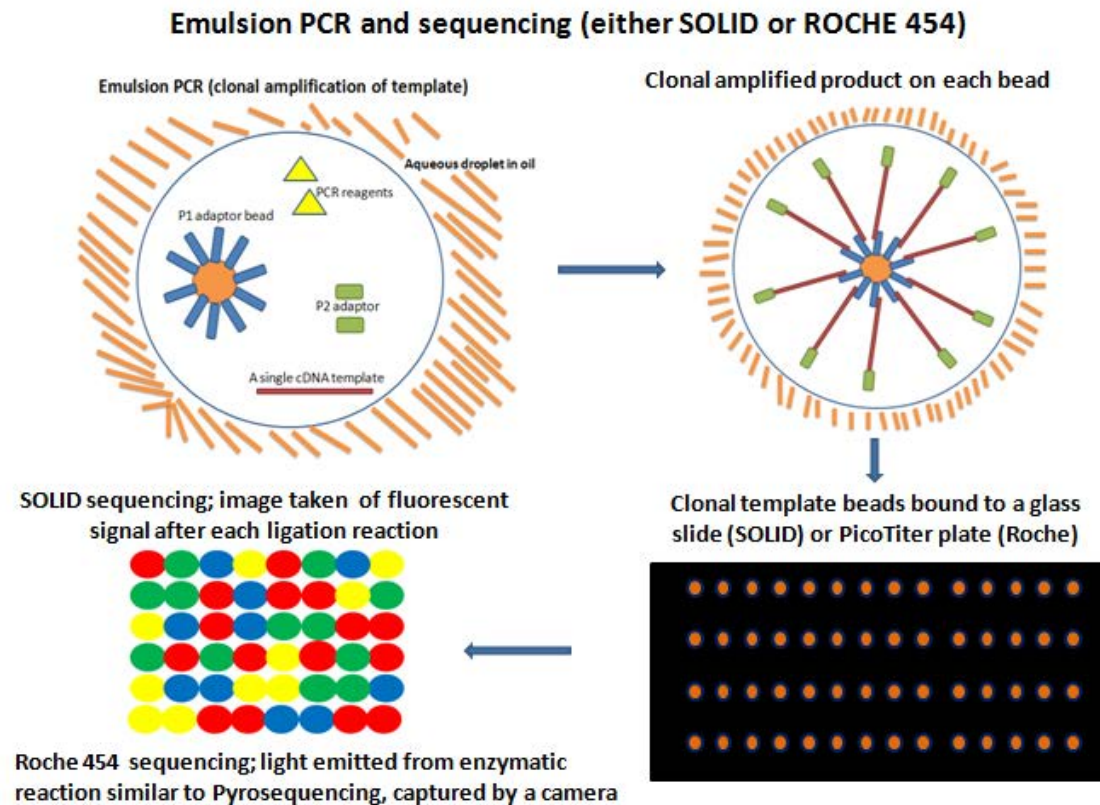 Emulsion PCR and sequencing (either SOLID or ROCHE 454)
Emulsion PCR (clonal amplification of template)
Aqueous droplet in oil
PCR reagents
P1 adaptor bead
P2 adaptor
A single cDNA template
Clonal amplified product on each bead
Clonal template beads bound to a glass
slide (SOLID) or PicoTiter plate (Roche)
SOLID sequencing; image taken of fluorescent
signal after each ligation reaction
Roche 454 sequencing; light emitted from enzymatic
reaction similar to Pyrosequencing, captured by a camera